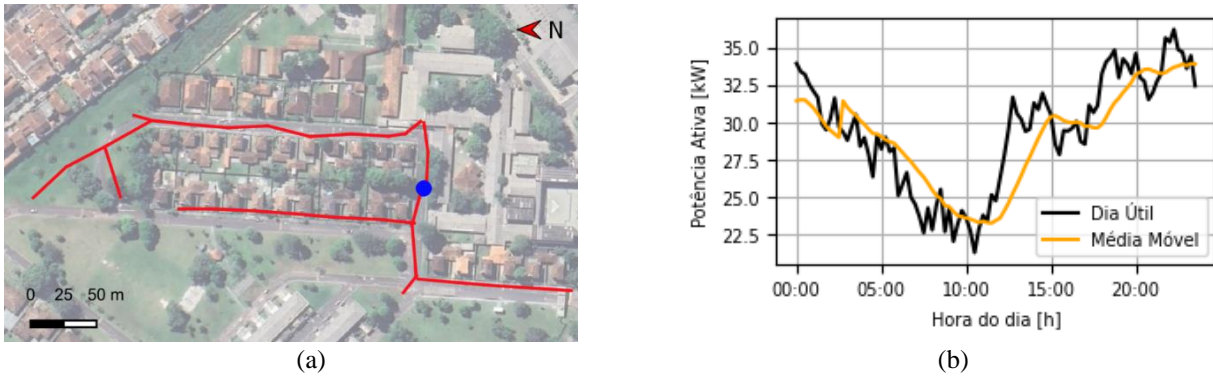 N
0 25 50 m
(a)
Potência Ativa [kW]
35.0
32.5
30.0
27.5
25.0
22.5
Dia Útil
Média Móvel
00:00 05:00 10:00 15:00 20:00
Hora do dia [h]
(b)